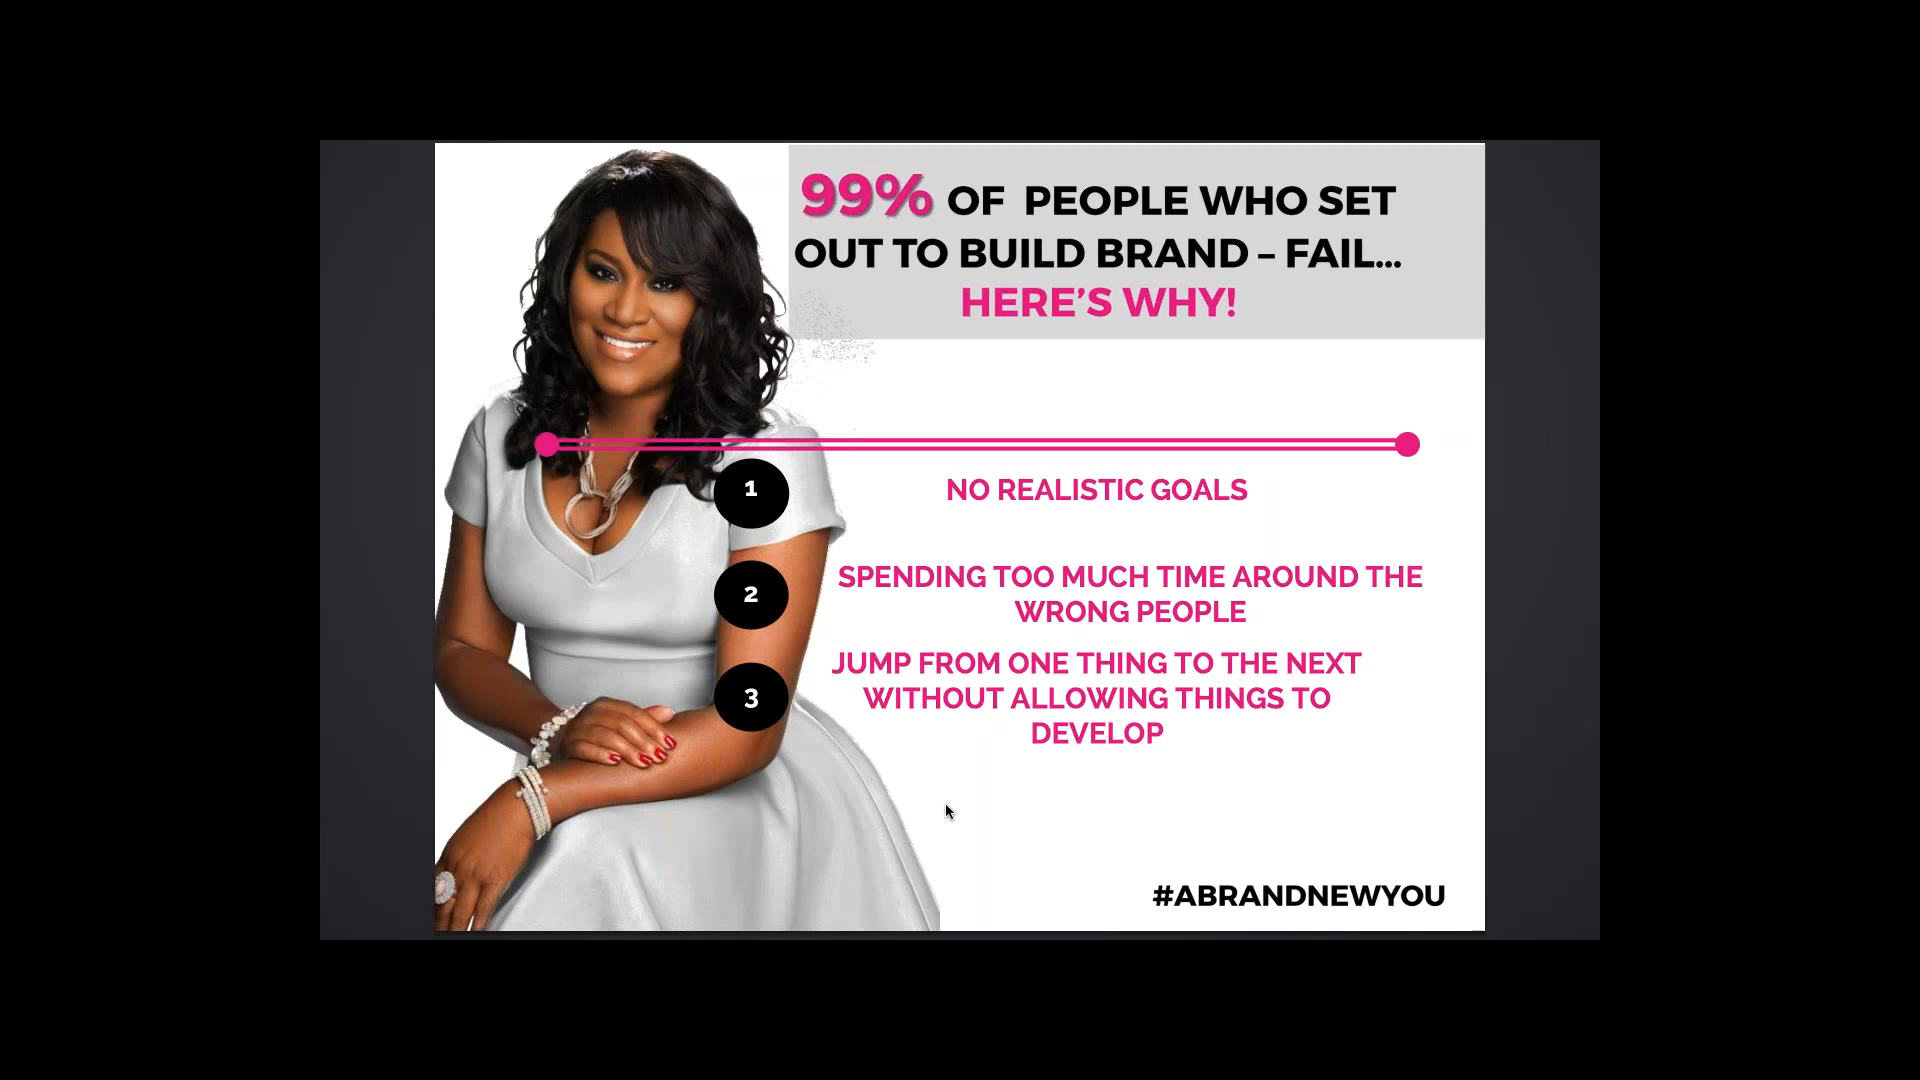 99% OF PEOPLE WHO SET
OUT TO BUILD BRAND – FAIL...
HERE'S WHY!
1
NO REALISTIC GOALS
2
SPENDING TOO MUCH TIME AROUND THE
WRONG PEOPLE
3
JUMP FROM ONE THING TO THE NEXT
WITHOUT ALLOWING THINGS TO
DEVELOP
#ABRANDNEWYOU